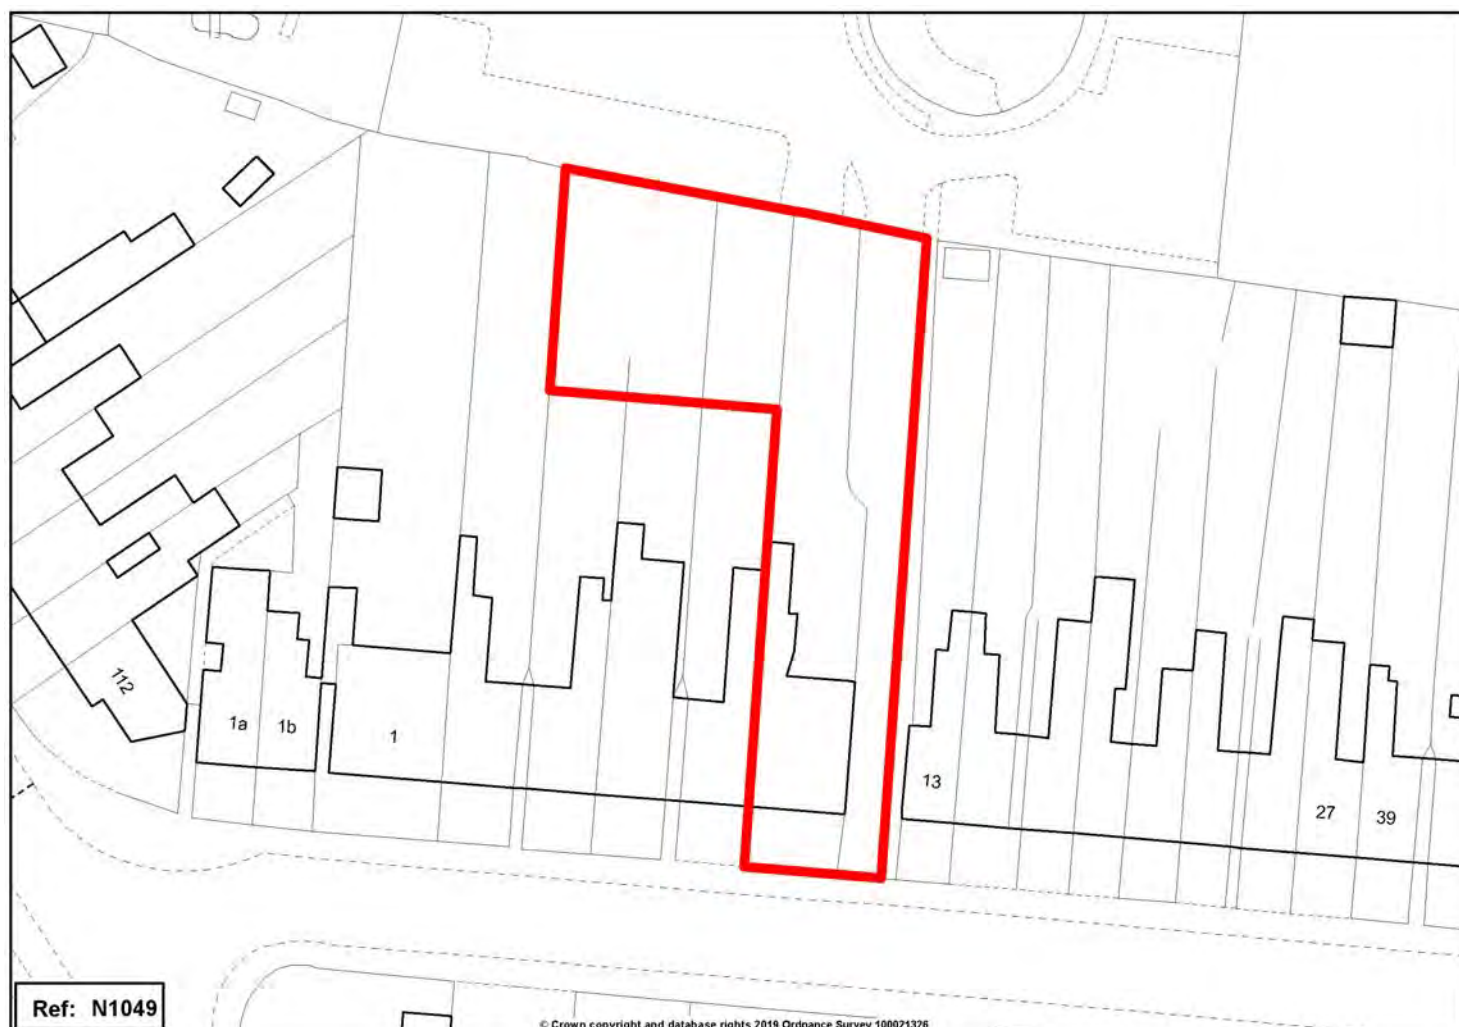 112
1a
1b
1
13
27
39
Ref: N1049
© Crown copyright and database rights 2019 Ordnance Survey 100021326